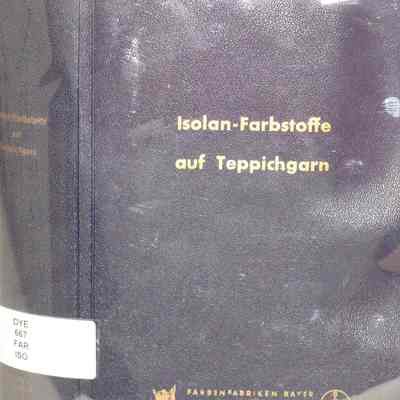 Isolan-Farbstoffe
auf Teppichgarn
FARBENFABRIKEN BAYER
DYE
667
FAR
ISO